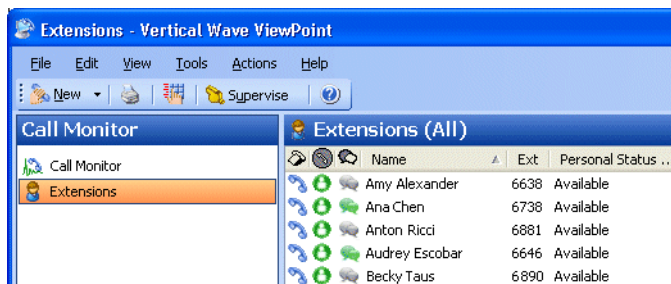 Extensions - Vertical Wave ViewPoint
File Edit View Tools Actions Help
New Supervise
Call Monitor Extensions (All)
Call Monitor Name Ext Personal Status ..
Extensions Amy Alexander 6638 Available
Ana Chen 6738 Available
Anton Ricci 6881 Available
Audrey Escobar 6646 Available
Becky Taus 6890 Available